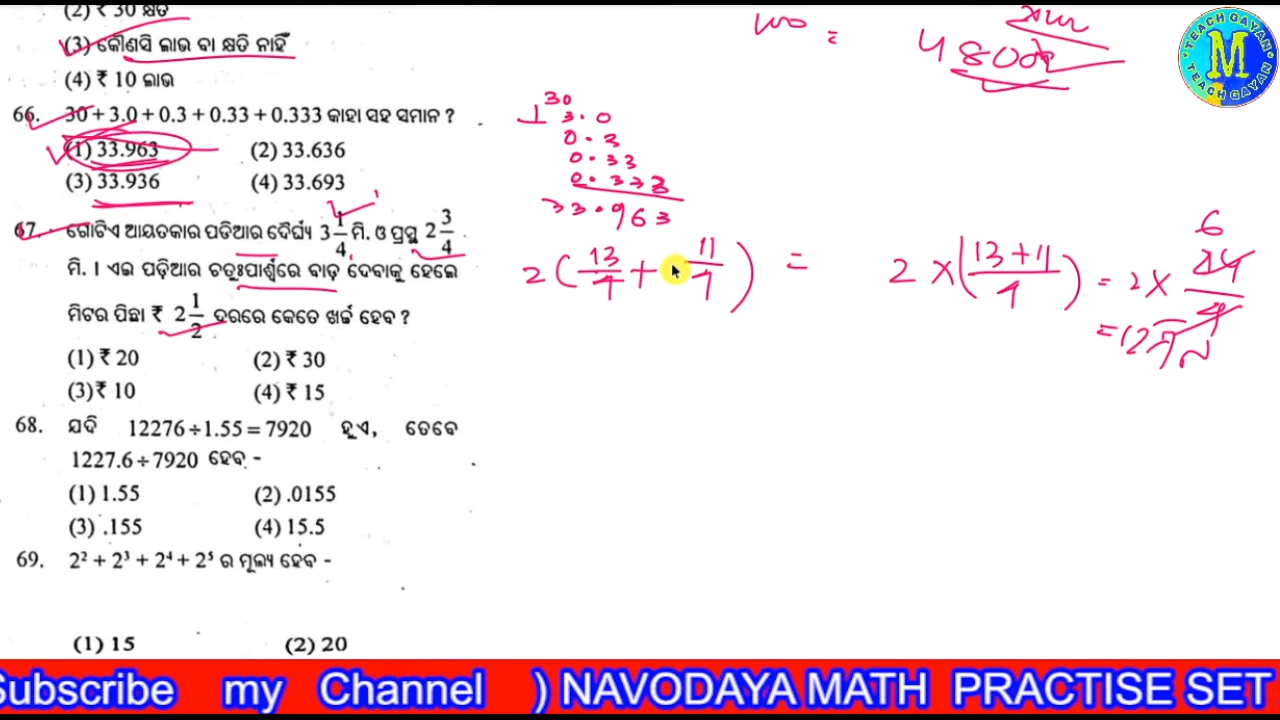 (2) ₹ 30 କ୍ଷତି
(3) କୌଣସି ଲାଭ ବା କ୍ଷତି ନାହିଁ
(4) ₹ 10 ଲାଭ
66. 30 + 3.0 + 0.3 + 0.33 + 0.333 କାହା ସହ ସମାନ ?
(1) 33.963 (2) 33.636
(3) 33.936 (4) 33.693
67. ଗୋଟିଏ ଆୟତାକାର ପଡିଆର ଦୈର୍ଘ୍ୟ 3 1/4 ମି. ଓ ପ୍ରସ୍ଥ 2 3/4
ମି. । ଏହି ପଡ଼ିଆର ଚତୁଃପାର୍ଶ୍ୱରେ ବାଡ଼ ଦେବାକୁ ହେଲେ
ମିଟର ପିଛା ₹ 2 1/2 ଦରରେ କେତେ ଖର୍ଚ୍ଚ ହେବ ?
(1) ₹ 20 (2) ₹ 30
(3) ₹ 10 (4) ₹ 15
68. ଯଦି 12276 ÷ 1.55 = 7920 ହୁଏ, ତେବେ
1227.6 ÷ 7920 ହେବ -
(1) 1.55 (2) .0155
(3) .155 (4) 15.5
69. 2² + 2³ + 2⁴ + 2⁵ ର ମୂଲ୍ୟ ହେବ -
(1) 15 (2) 20
30
3.0
0.3
0.33
0.333
33.963
2 ( 13/4 + 11/4 ) = 2 × ( 13 + 11 / 4 ) = 2 × 24/4
6
= 12
TEACH GAYAN
M
TEACH GAYAN
Subscribe my Channel ) NAVODAYA MATH PRACTISE SET